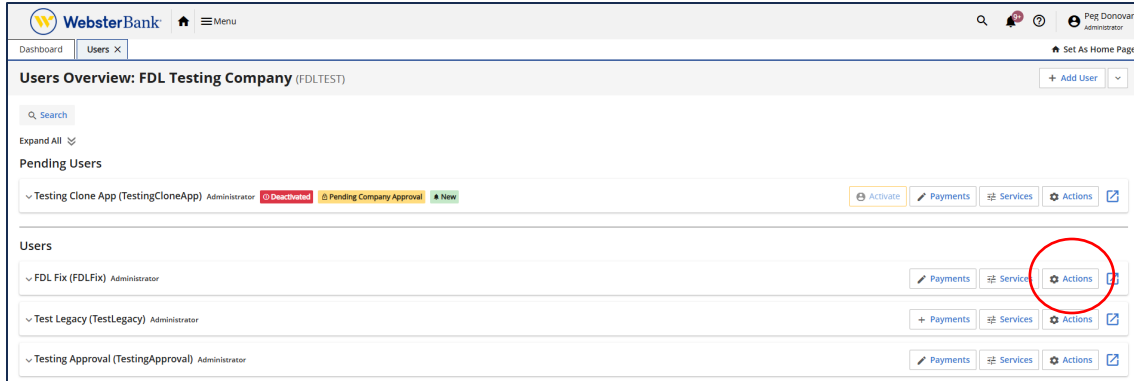 WebsterBank Menu 9+ Peg Donovan
Administrator
Dashboard Users Set As Home Page
Users Overview: FDL Testing Company (FDLTEST) + Add User
Search
Expand All
Pending Users
Testing Clone App (TestingCloneApp) Administrator Deactivated Pending Company Approval New Activate Payments Services Actions
Users
FDL Fix (FDLFix) Administrator Payments Services Actions
Test Legacy (TestLegacy) Administrator + Payments Services Actions
Testing Approval (TestingApproval) Administrator Payments Services Actions